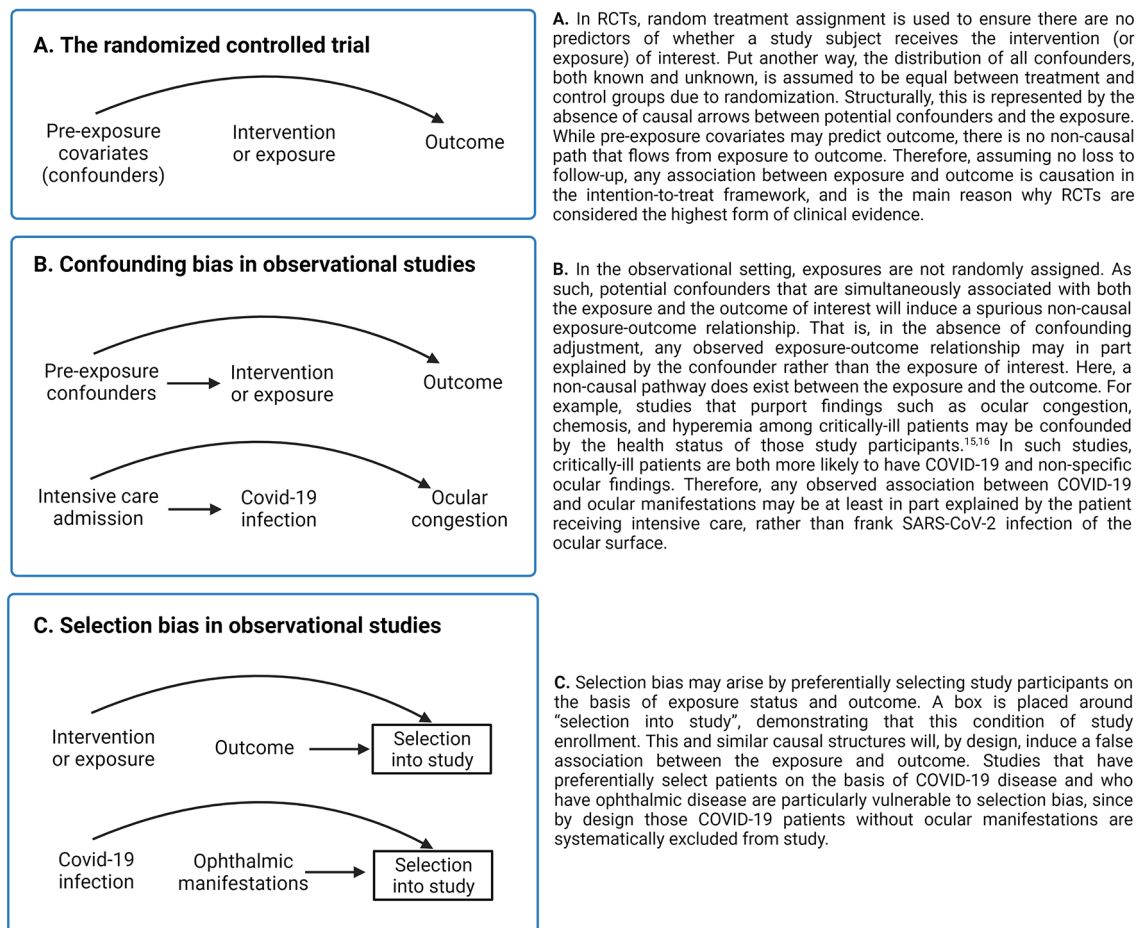 A. The randomized controlled trial
Pre-exposure
covariates
(confounders)
Intervention
or exposure
Outcome
A. In RCTs, random treatment assignment is used to ensure there are no
predictors of whether a study subject receives the intervention (or
exposure) of interest. Put another way, the distribution of all confounders,
both known and unknown, is assumed to be equal between treatment and
control groups due to randomization. Structurally, this is represented by the
absence of causal arrows between potential confounders and the exposure.
While pre-exposure covariates may predict outcome, there is no non-causal
path that flows from exposure to outcome. Therefore, assuming no loss to
follow-up, any association between exposure and outcome is causation in
the intention-to-treat framework, and is the main reason why RCTs are
considered the highest form of clinical evidence.
B. Confounding bias in observational studies
Pre-exposure
confounders
Intervention
or exposure
Outcome
Intensive care
admission
Covid-19
infection
Ocular
congestion
B. In the observational setting, exposures are not randomly assigned. As
such, potential confounders that are simultaneously associated with both
the exposure and the outcome of interest will induce a spurious non-causal
exposure-outcome relationship. That is, in the absence of confounding
adjustment, any observed exposure-outcome relationship may in part
explained by the confounder rather than the exposure of interest. Here, a
non-causal pathway does exist between the exposure and the outcome. For
example, studies that purport findings such as ocular congestion,
chemosis, and hyperemia among critically-ill patients may be confounded
by the health status of those study participants.15,16 In such studies,
critically-ill patients are both more likely to have COVID-19 and non-specific
ocular findings. Therefore, any observed association between COVID-19
and ocular manifestations may be at least in part explained by the patient
receiving intensive care, rather than frank SARS-CoV-2 infection of the
ocular surface.
C. Selection bias in observational studies
Intervention
or exposure
Outcome
Selection
into study
Covid-19
infection
Ophthalmic
manifestations
Selection
into study
C. Selection bias may arise by preferentially selecting study participants on
the basis of exposure status and outcome. A box is placed around
“selection into study”, demonstrating that this condition of study
enrollment. This and similar causal structures will, by design, induce a false
association between the exposure and outcome. Studies that have
preferentially select patients on the basis of COVID-19 disease and who
have ophthalmic disease are particularly vulnerable to selection bias, since
by design those COVID-19 patients without ocular manifestations are
systematically excluded from study.